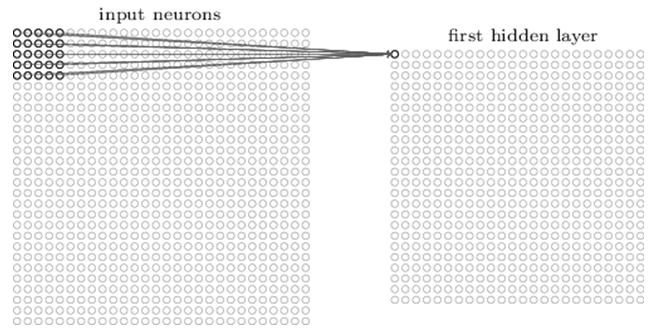 input neurons
first hidden layer